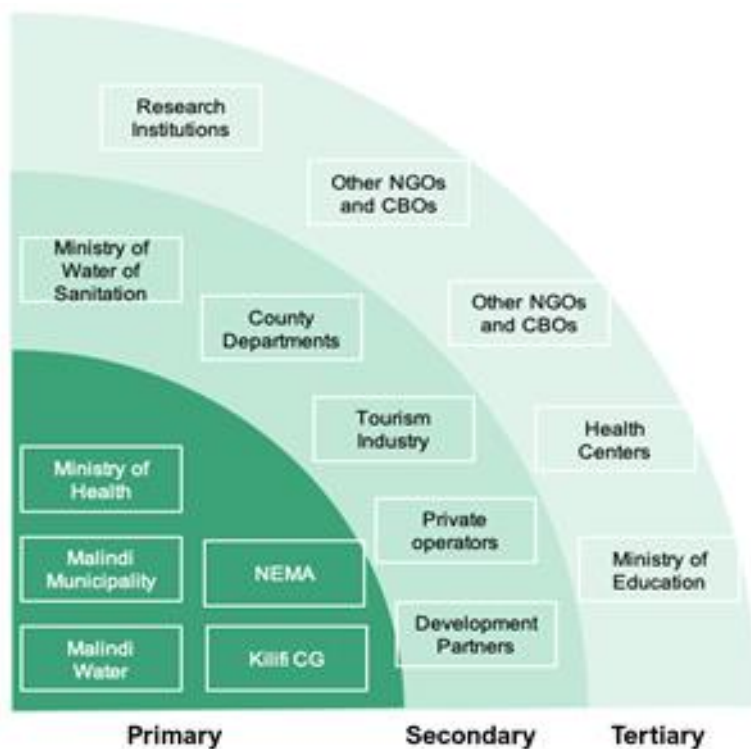 Research
Institutions
Other NGOs
and CBOs
Ministry of
Water of
Sanitation
County
Departments
Other NGOs
and CBOs
Tourism
Industry
Health
Centers
Ministry of
Health
Private
operators
Malindi
Municipality
NEMA
Ministry of
Education
Malindi
Water
Kilifi CG
Development
Partners
Primary
Secondary
Tertiary